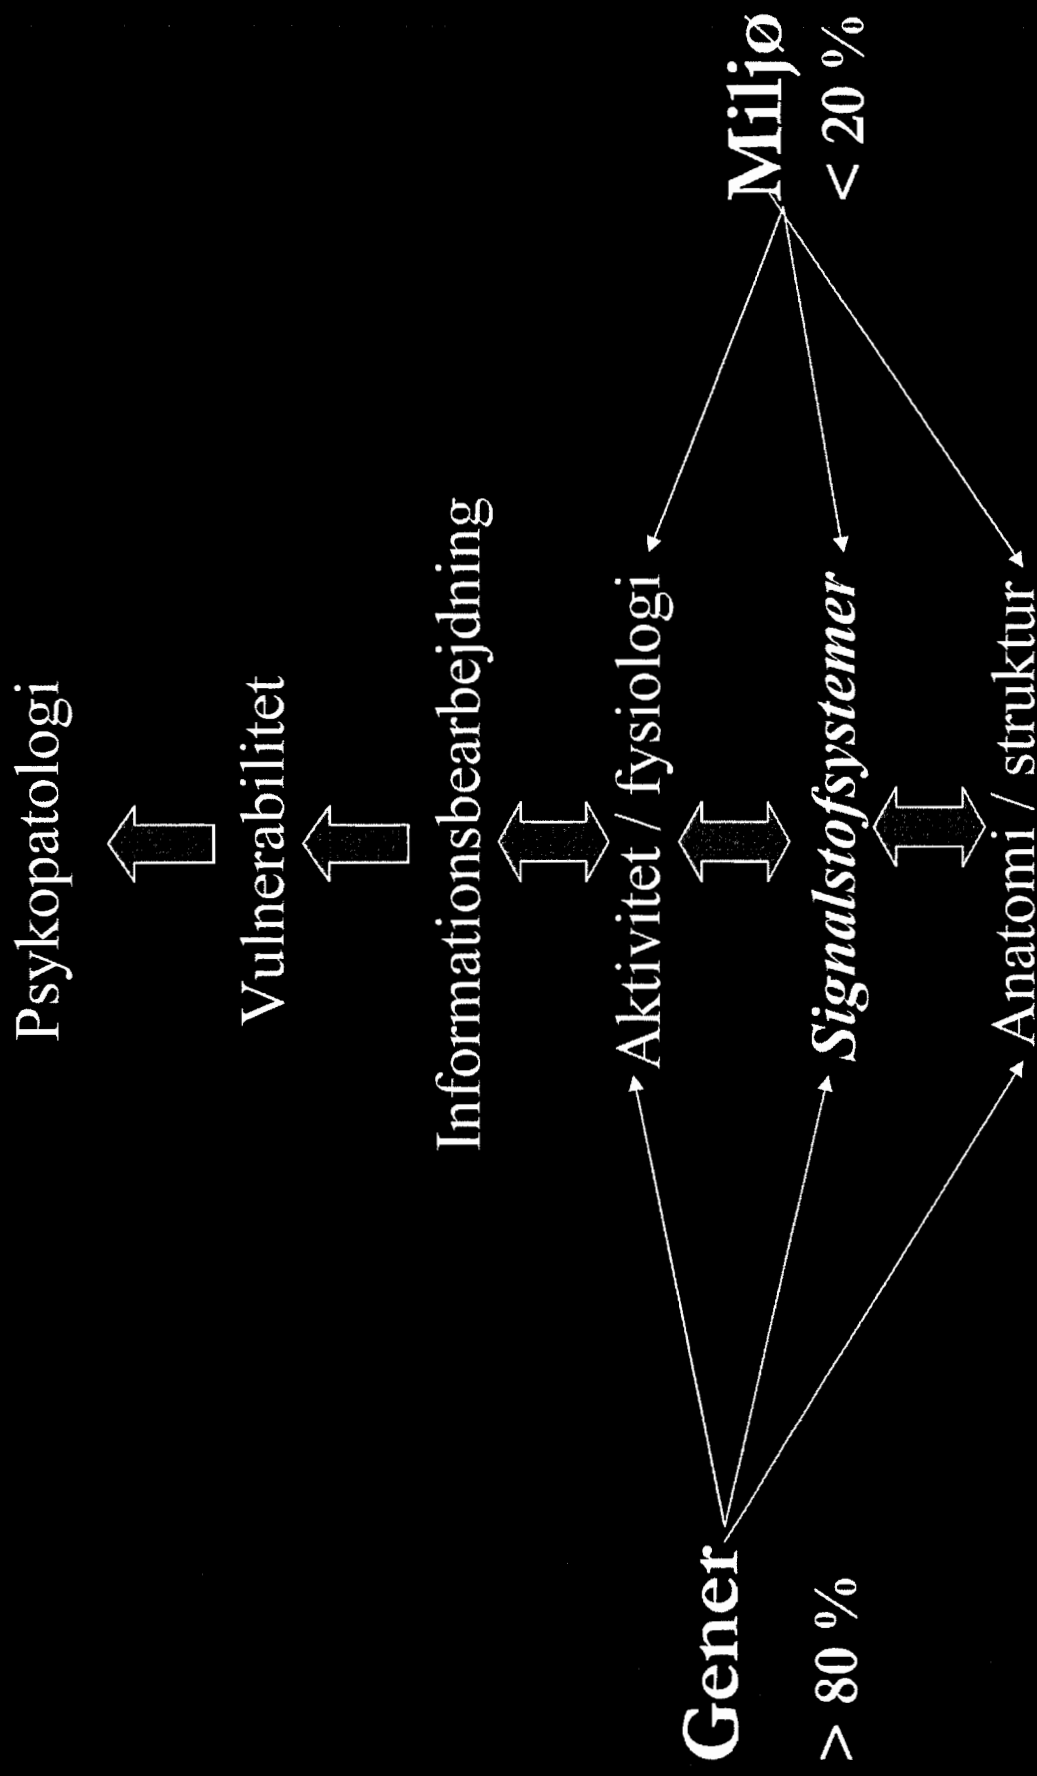 Psykopatologi
Vulnerabilitet
Informationsbearbejdning
Aktivitet / fysiologi
Gener
> 80 %
Signalstofsystemer
Miljø
< 20 %
Anatomi / struktur